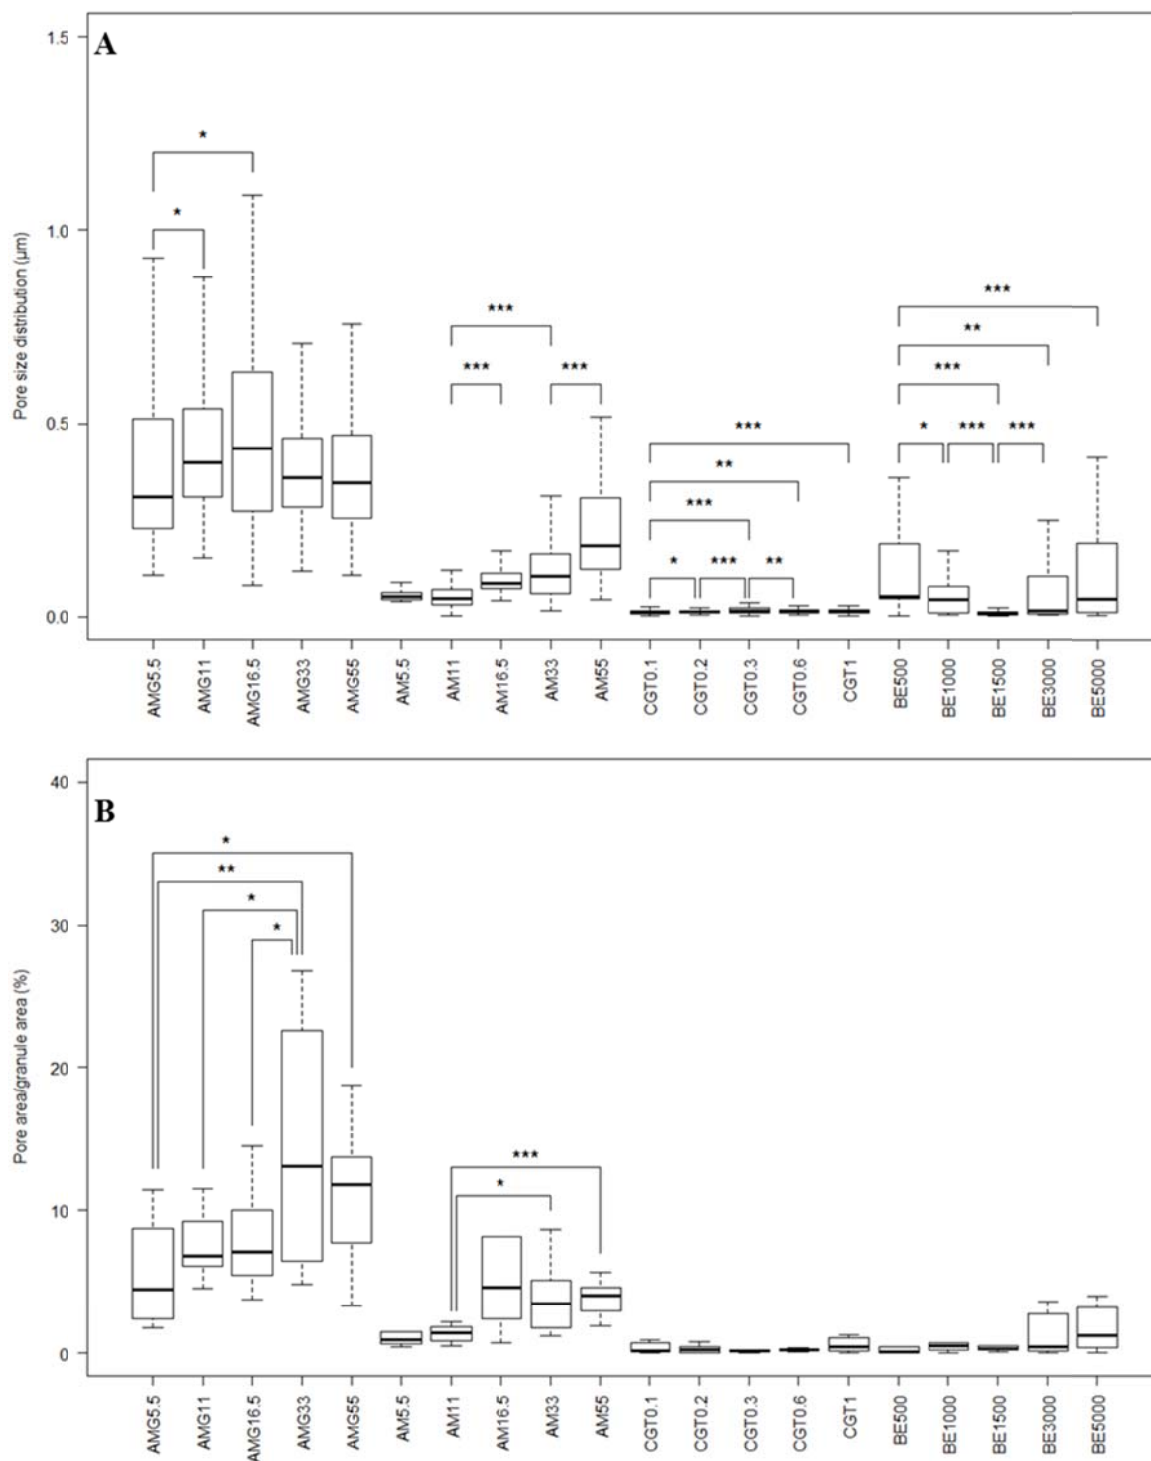 A
Pore size distribution (µm)
1.5
1.0
0.5
0.0
*
*
***
***
***
***
**
***
*
***
**
***
**
***
*
***
***
AMG5.5
AMG11
AMG16.5
AMG33
AMG55
AM5.5
AM11
AM16.5
AM33
AM55
CGT0.1
CGT0.2
CGT0.3
CGT0.6
CGT1
BE500
BE1000
BE1500
BE3000
BE5000
B
Pore area/granule area (%)
40
30
20
10
0
*
**
*
*
***
*
AMG5.5
AMG11
AMG16.5
AMG33
AMG55
AM5.5
AM11
AM16.5
AM33
AM55
CGT0.1
CGT0.2
CGT0.3
CGT0.6
CGT1
BE500
BE1000
BE1500
BE3000
BE5000